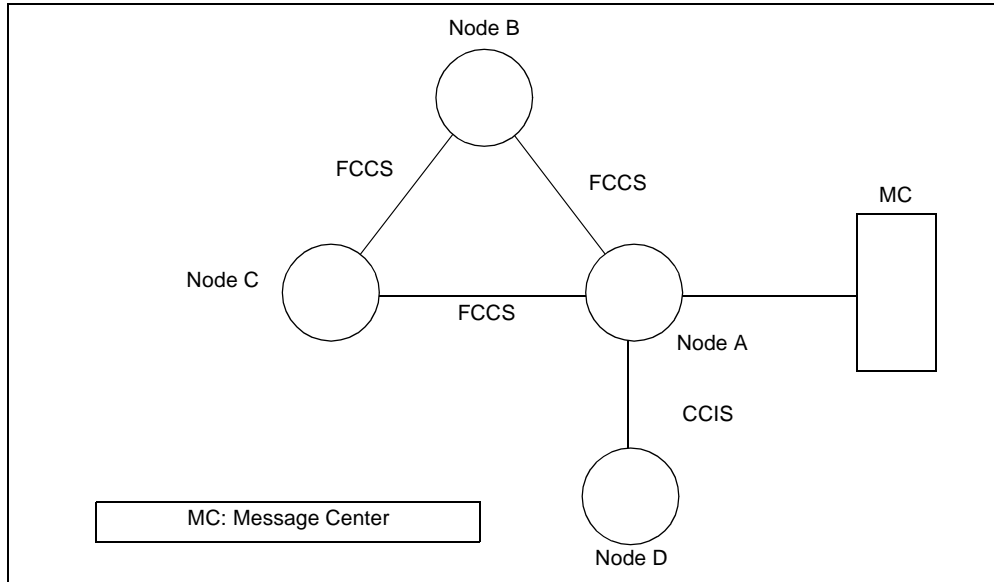 Node B
FCCS
FCCS
MC
Node C
FCCS
Node A
CCIS
MC: Message Center
Node D